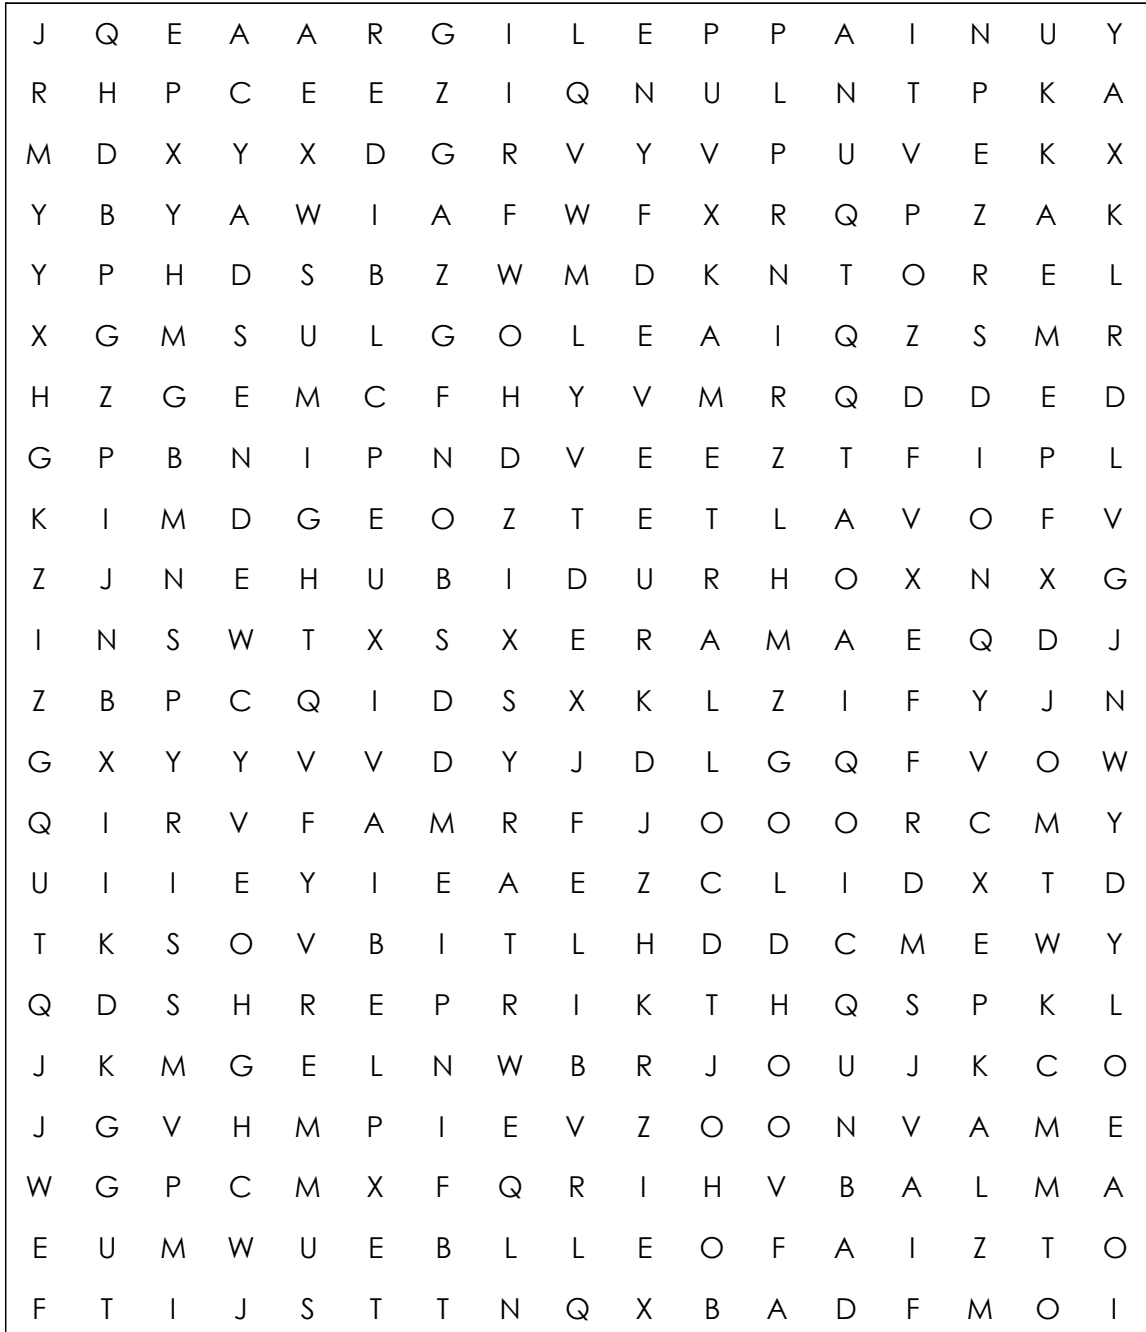 J Q E A A R G I L E P P A I N U Y
R H P C E E Z I Q N U L N T P K A
M D X Y X D G R V Y V P U V E K X
Y B Y A W I A F W F X R Q P Z A K
Y P H D S B Z W M D K N T O R E L
X G M S U L G O L E A I Q Z S M R
H Z G E M C F H Y V M R Q D D E D
G P B N I P N D V E E Z T F I P L
K I M D G E O Z T E T L A V O F V
Z J N E H U B I D U R H O X N X G
I N S W T X S X E R A M A E Q D J
Z B P C Q I D S X K L Z I F Y J N
G X Y Y V V D Y J D L G Q F V O W
Q I R V F A M R F J O O O R C M Y
U I I E Y I E A E Z C L I D X T D
T K S O V B I T L H D D C M E W Y
Q D S H R E P R I K T H Q S P K L
J K M G E L N W B R J O U J K C O
J G V H M P I E V Z O O N V A M E
W G P C M X F Q R I H V B A L M A
E U M W U E B L L E O F A I Z T O
F T I J S T T N Q X B A D F M O I